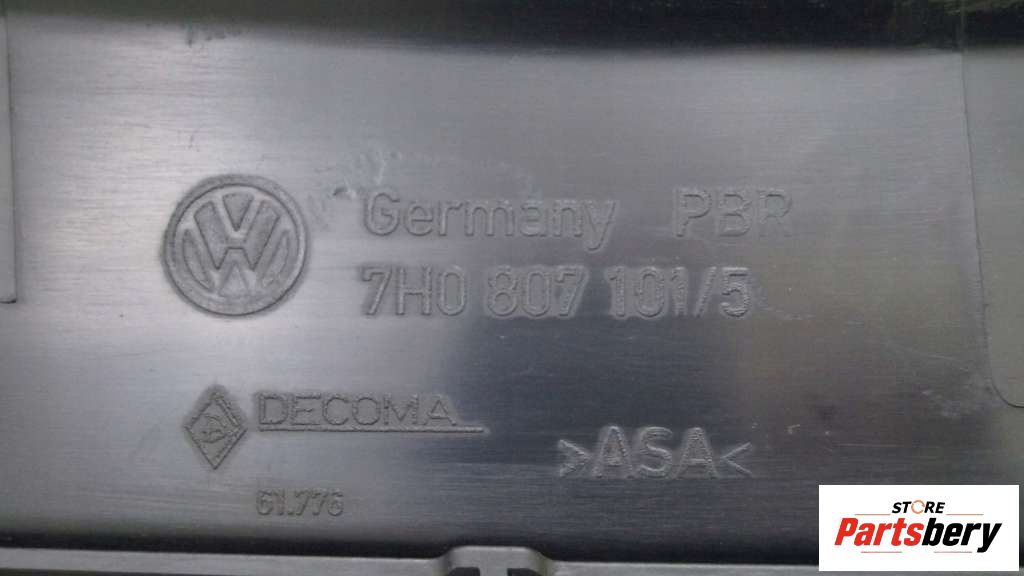 Germany PBR
7H0 807 101/5
DECOMA
>ASA<
61.776
STORE
Partsbery